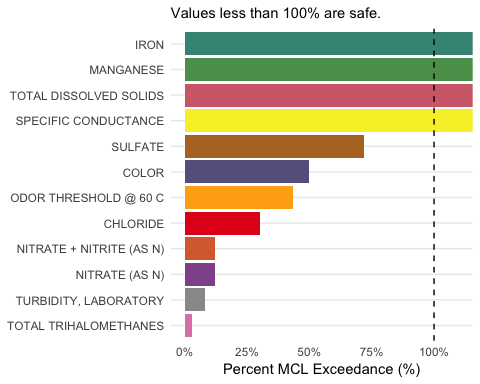 Values less than 100% are safe.
IRON
MANGANESE
TOTAL DISSOLVED SOLIDS
SPECIFIC CONDUCTANCE
SULFATE
COLOR
ODOR THRESHOLD @ 60 C
CHLORIDE
NITRATE + NITRITE (AS N)
NITRATE (AS N)
TURBIDITY, LABORATORY
TOTAL TRIHALOMETHANES
0% 25% 50% 75% 100%
Percent MCL Exceedance (%)